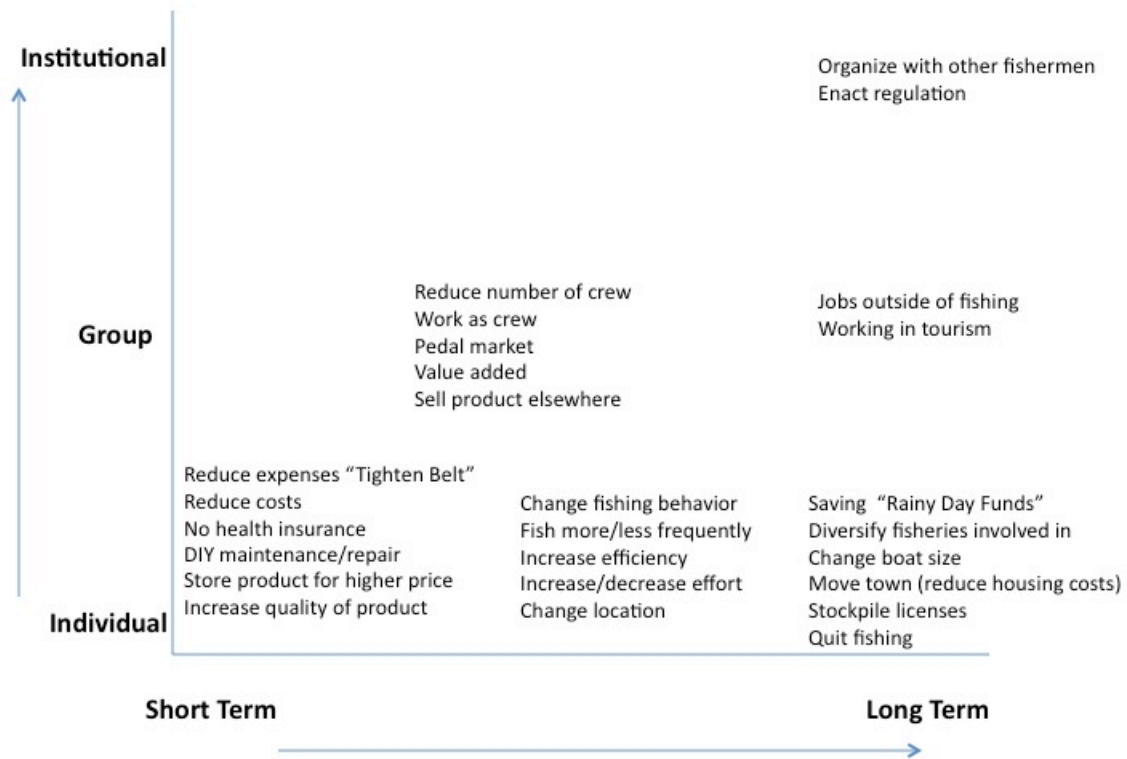 Institutional
Organize with other fishermen
Enact regulation
Group
Reduce number of crew
Work as crew
Pedal market
Value added
Sell product elsewhere
Jobs outside of fishing
Working in tourism
Individual
Reduce expenses “Tighten Belt”
Reduce costs
No health insurance
DIY maintenance/repair
Store product for higher price
Increase quality of product
Change fishing behavior
Fish more/less frequently
Increase efficiency
Increase/decrease effort
Change location
Saving “Rainy Day Funds”
Diversify fisheries involved in
Change boat size
Move town (reduce housing costs)
Stockpile licenses
Quit fishing
Short Term
Long Term